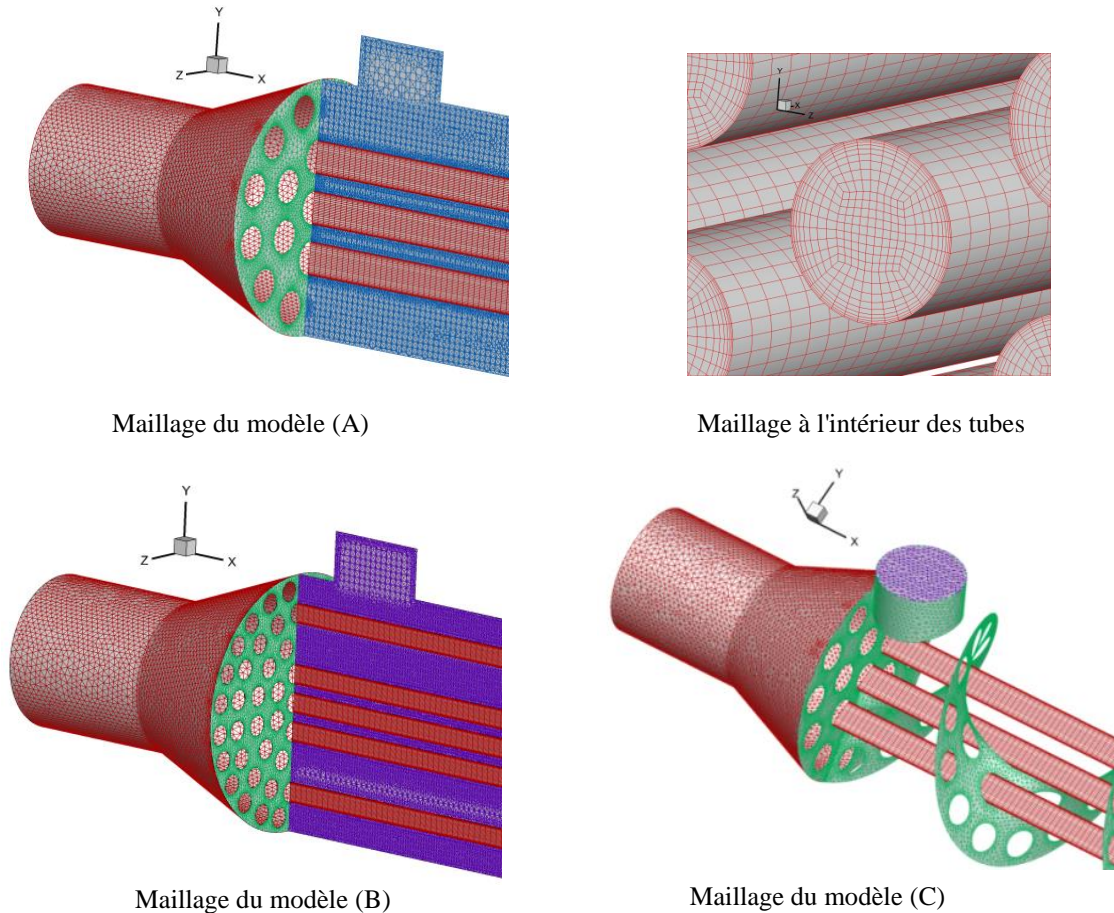 Y
Z
X
Y
X
Z
Maillage du modèle (A)
Maillage à l'intérieur des tubes
Y
Z
X
Y
Z
X
Maillage du modèle (B)
Maillage du modèle (C)